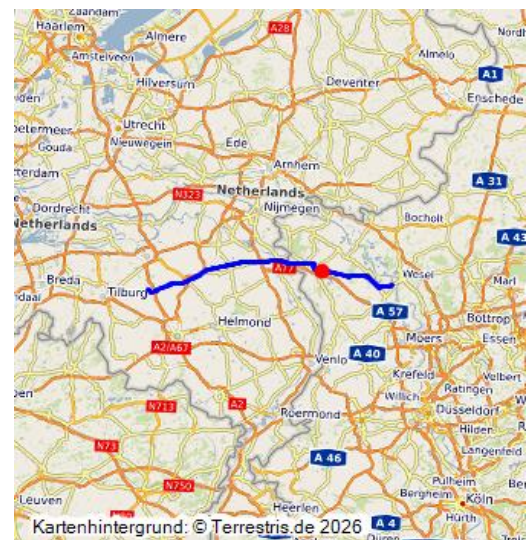 Zaandam
Haarlem
Almere
A28
Nordh
Amstelveen
Almelo
Hilversum
Deventer
A1
Enschede
Utrecht
Nieuwegein
Ede
Gouda
Arnhem
A 31
Netherlands
N323
Dordrecht
Nijmegen
Bocholt
Netherlands
A 43
A77
Wesel
Breda
Marl
Tilburg
A 57
Bottrop
Helmond
Moers
Essen
A2/A67
Venlo
A 40
Krefeld
Velbert
Ratingen
N713
A2
Willich
Düsseldorf
Roermond
Hilden
N73
A 46
Langenfeld
Pulheim
Leuven
N750
Bergheim
Köln
Heerlen
Hürth
A 4
Düren
Kartenhintergrund: © Terrestris.de 2026